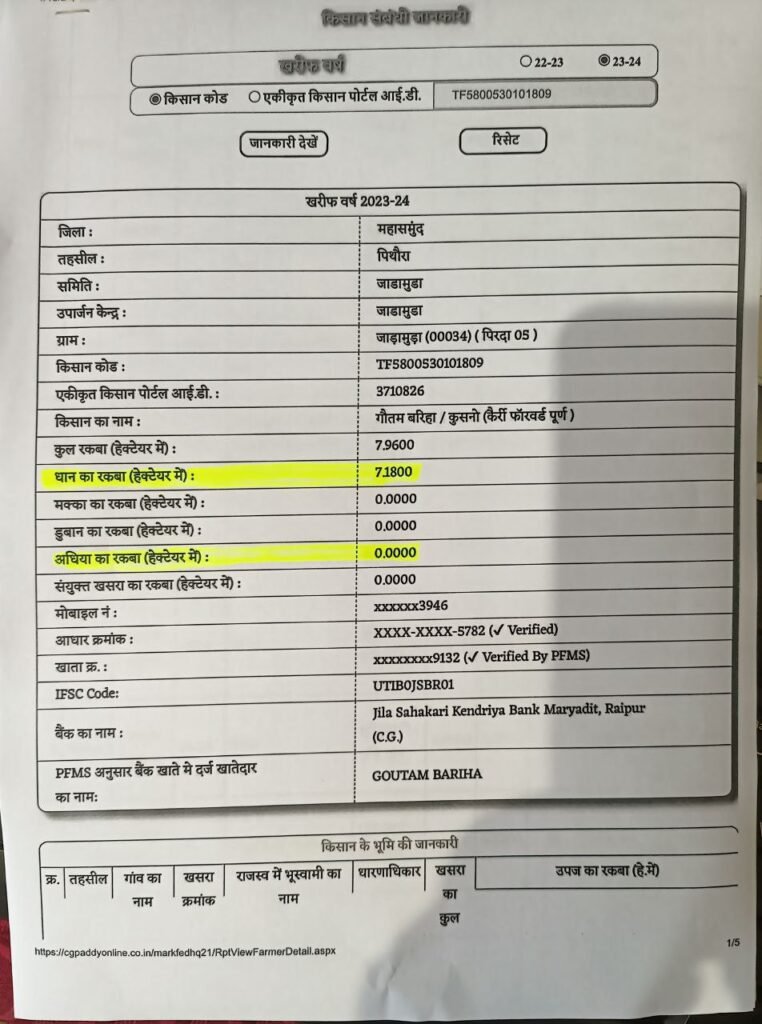 किसान संबंधी जानकारी
खरीफ वर्ष 22-23 23-24
किसान कोड एकीकृत किसान पोर्टल आई.डी. TF5800530101809
जानकारी देखें रिसेट
खरीफ वर्ष 2023-24
जिला : महासमुंद
तहसील : पिथौरा
समिति : जाडामुडा
उपार्जन केन्द्र : जाडामुडा
ग्राम : जाड़ामुड़ा (00034) ( पिरदा 05 )
किसान कोड : TF5800530101809
एकीकृत किसान पोर्टल आई.डी. : 3710826
किसान का नाम : गौतम बरिहा / कुसनो (कैर्री फॉरवर्ड पूर्ण )
कुल रकबा (हेक्टेयर में) : 7.9600
धान का रकबा (हेक्टेयर में) : 7.1800
मक्का का रकबा (हेक्टेयर में) : 0.0000
डुबान का रकबा (हेक्टेयर में) : 0.0000
अधिया का रकबा (हेक्टेयर में) : 0.0000
संयुक्त खसरा का रकबा (हेक्टेयर में) : 0.0000
मोबाइल नं : xxxxxx3946
आधार क्रमांक : XXXX-XXXX-5782 (✓ Verified)
खाता क्र. : xxxxxxxx9132 (✓ Verified By PFMS)
IFSC Code: UTIB0JSBR01
बैंक का नाम : Jila Sahakari Kendriya Bank Maryadit, Raipur
(C.G.)
PFMS अनुसार बैंक खाते मे दर्ज खातेदार
का नाम: GOUTAM BARIHA
किसान के भूमि की जानकारी
क्र. तहसील गांव का खसरा राजस्व में भूस्वामी का धारणाधिकार खसरा उपज का रकबा (हे.में)
नाम क्रमांक नाम का
कुल
https://cgpaddyonline.co.in/markfedhq21/RptViewFarmerDetail.aspx 1/5